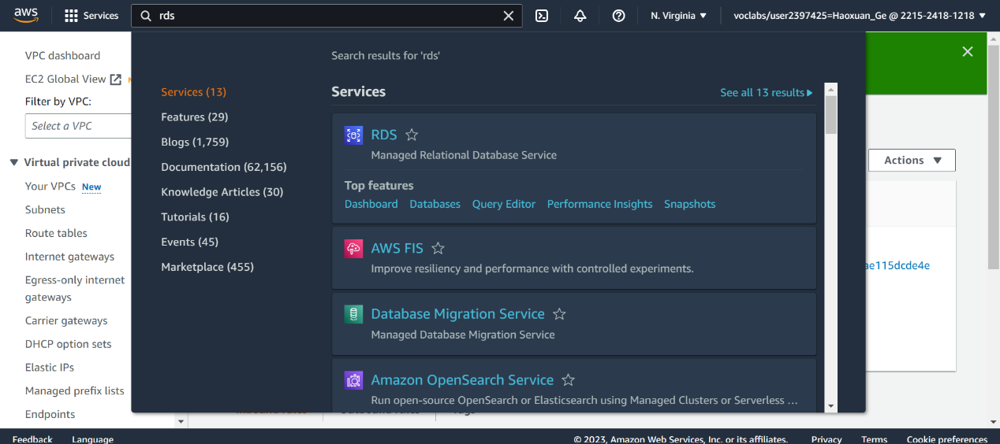 aws
Services
rds
N. Virginia
voclabs/user2397425=Haoxuan_Ge @ 2215-2418-1218
VPC dashboard
EC2 Global View
Filter by VPC:
Select a VPC
Virtual private cloud
Your VPCs New
Subnets
Route tables
Internet gateways
Egress-only internet
gateways
Carrier gateways
DHCP option sets
Elastic IPs
Managed prefix lists
Endpoints
Search results for 'rds'
Services (13)
Features (29)
Blogs (1,759)
Documentation (62,156)
Knowledge Articles (30)
Tutorials (16)
Events (45)
Marketplace (455)
Services
See all 13 results
RDS
Managed Relational Database Service
Top features
Dashboard Databases Query Editor Performance Insights Snapshots
AWS FIS
Improve resiliency and performance with controlled experiments.
Database Migration Service
Managed Database Migration Service
Amazon OpenSearch Service
Run open-source OpenSearch or Elasticsearch using Managed Clusters or Serverless ...
Actions
ae115dcde4e
Feedback Language
© 2023, Amazon Web Services, Inc. or its affiliates. Privacy Terms Cookie preferences